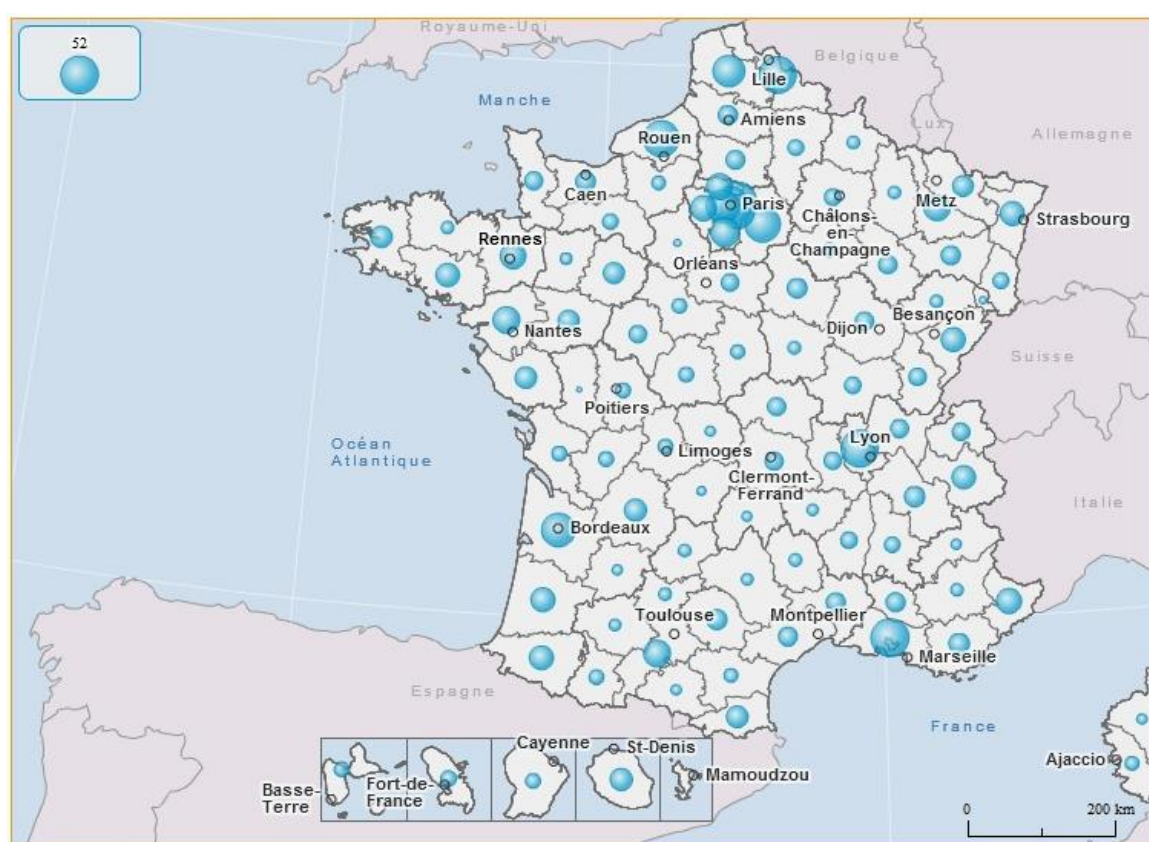 52
Royaume-Uni
Belgique
Lux.
Allemagne
Manche
Lille
Amiens
Rouen
Caen
Paris
Metz
Châlons-
en-
Champagne
Strasbourg
Rennes
Orléans
Nantes
Dijon
Besançon
Suisse
Poitiers
Océan
Atlantique
Limoges
Clermont-
Ferrand
Lyon
Italie
Bordeaux
Toulouse
Montpellier
Marseille
Espagne
France
Ajaccio
Basse-
Terre
Fort-de-
France
Cayenne
St-Denis
Mamoudzou
0
200 km